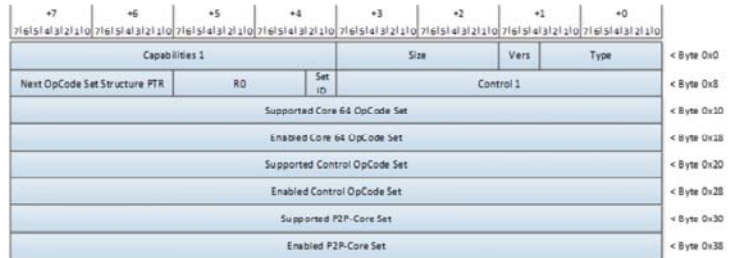 +7 +6 +5 +4 +3 +2 +1 +0
7|6|5|4|3|2|1|0 7|6|5|4|3|2|1|0 7|6|5|4|3|2|1|0 7|6|5|4|3|2|1|0 7|6|5|4|3|2|1|0 7|6|5|4|3|2|1|0 7|6|5|4|3|2|1|0 7|6|5|4|3|2|1|0
Capabilities 1 Size Vers Type < Byte 0x0
Next OpCode Set Structure PTR R0 Set ID Control 1 < Byte 0x8
Supported Core 64 OpCode Set < Byte 0x10
Enabled Core 64 OpCode Set < Byte 0x18
Supported Control OpCode Set < Byte 0x20
Enabled Control OpCode Set < Byte 0x28
Supported P2P-Core Set < Byte 0x30
Enabled P2P-Core Set < Byte 0x38